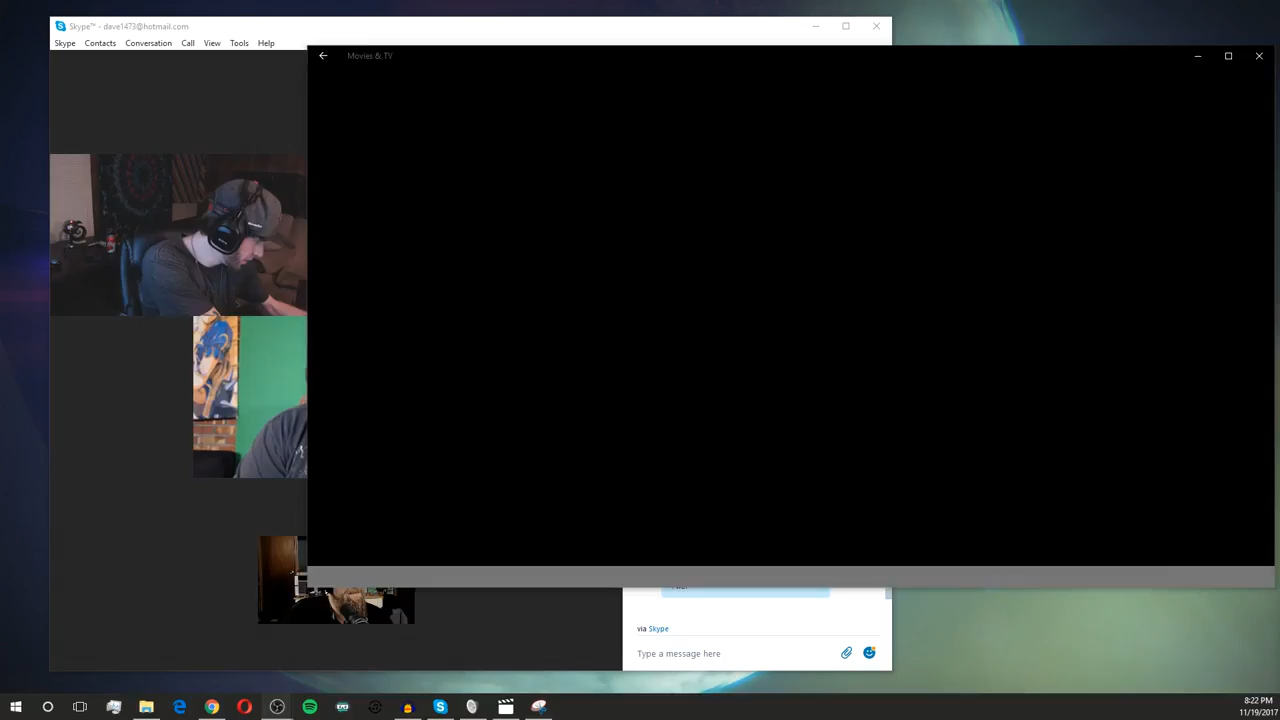 Skype™ - dave1473@hotmail.com
Skype Contacts Conversation Call View Tools Help
Movies & TV
via Skype
Type a message here
8:22 PM
11/19/2017